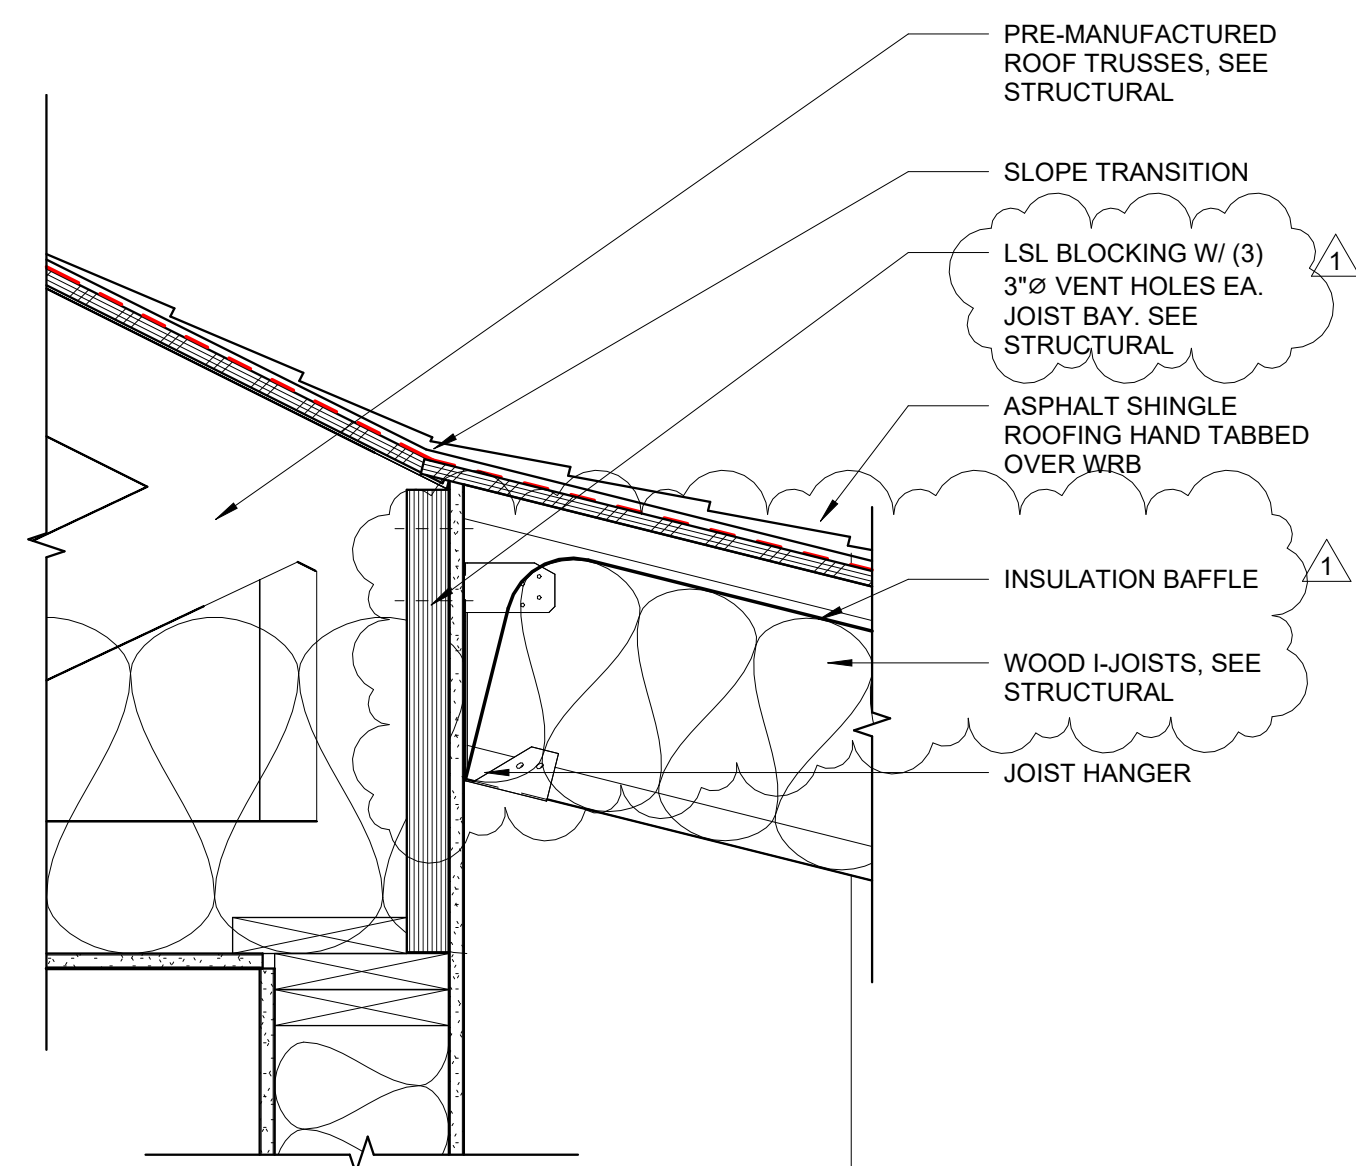 PRE-MANUFACTURED
ROOF TRUSSES, SEE
STRUCTURAL
SLOPE TRANSITION
LSL BLOCKING W/ (3)
3"Ø VENT HOLES EA.
JOIST BAY. SEE
STRUCTURAL
1
ASPHALT SHINGLE
ROOFING HAND TABBED
OVER WRB
INSULATION BAFFLE
1
WOOD I-JOISTS, SEE
STRUCTURAL
JOIST HANGER